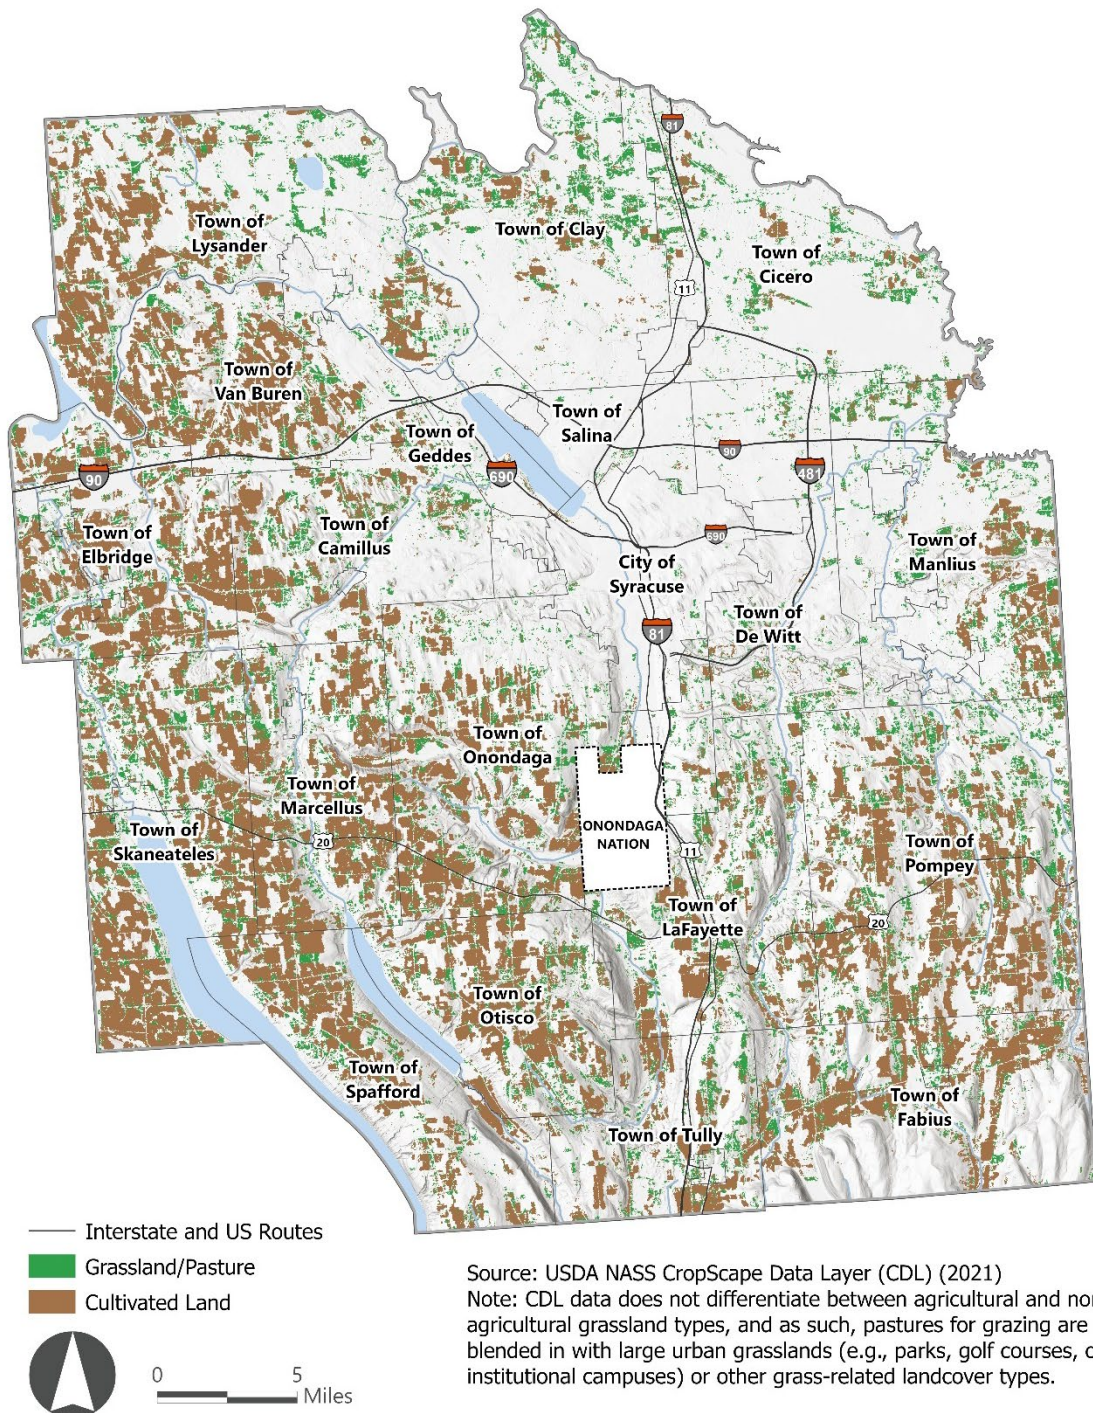 81
Town of
Lysander
Town of Clay
Town of
Cicero
11
Town of
Van Buren
Town of
Salina
Town of
Geddes
90
690
90
481
Town of
Elbridge
Town of
Camillus
690
Town of
Manlius
City of
Syracuse
Town of
De Witt
81
Town of
Onondaga
Town of
Marcellus
ONONDAGA
NATION
Town of
Skaneateles
20
11
Town of
Pompey
Town of
LaFayette
20
Town of
Otisco
Town of
Spafford
Town of
Fabius
Town of Tully
Interstate and US Routes
Grassland/Pasture
Cultivated Land
0 5
Miles
Source: USDA NASS CropScape Data Layer (CDL) (2021)
Note: CDL data does not differentiate between agricultural and
agricultural grassland types, and as such, pastures for grazing are
blended in with large urban grasslands (e.g., parks, golf courses,
institutional campuses) or other grass-related landcover types.